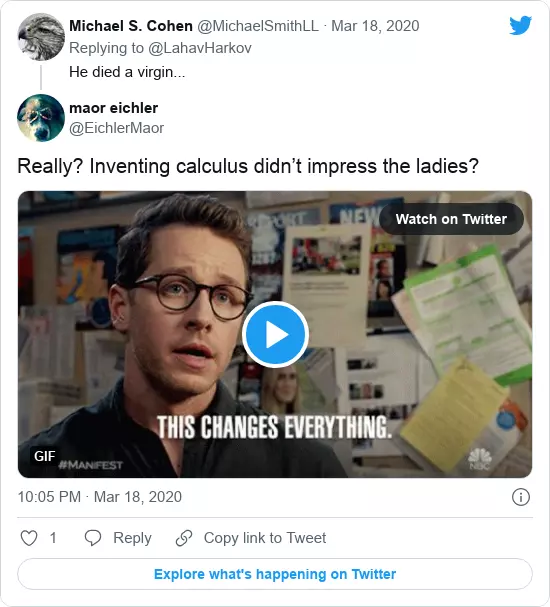 Michael S. Cohen @MichaelSmithLL · Mar 18, 2020
Replying to @LahavHarkov
He died a virgin...
maor eichler
@EichlerMaor
Really? Inventing calculus didn’t impress the ladies?
Watch on Twitter
NEW
THIS CHANGES EVERYTHING.
GIF
#MANIFEST
NBC
10:05 PM · Mar 18, 2020
1
Reply
Copy link to Tweet
Explore what's happening on Twitter